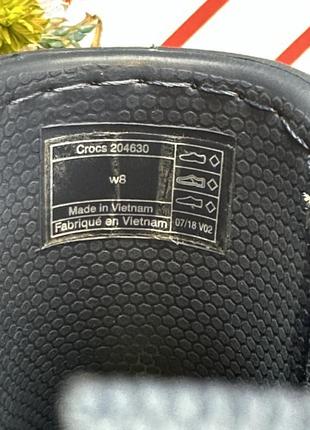 Crocs 204630
w8
Made in Vietnam
Fabriqué en Vietnam
07/18 V02